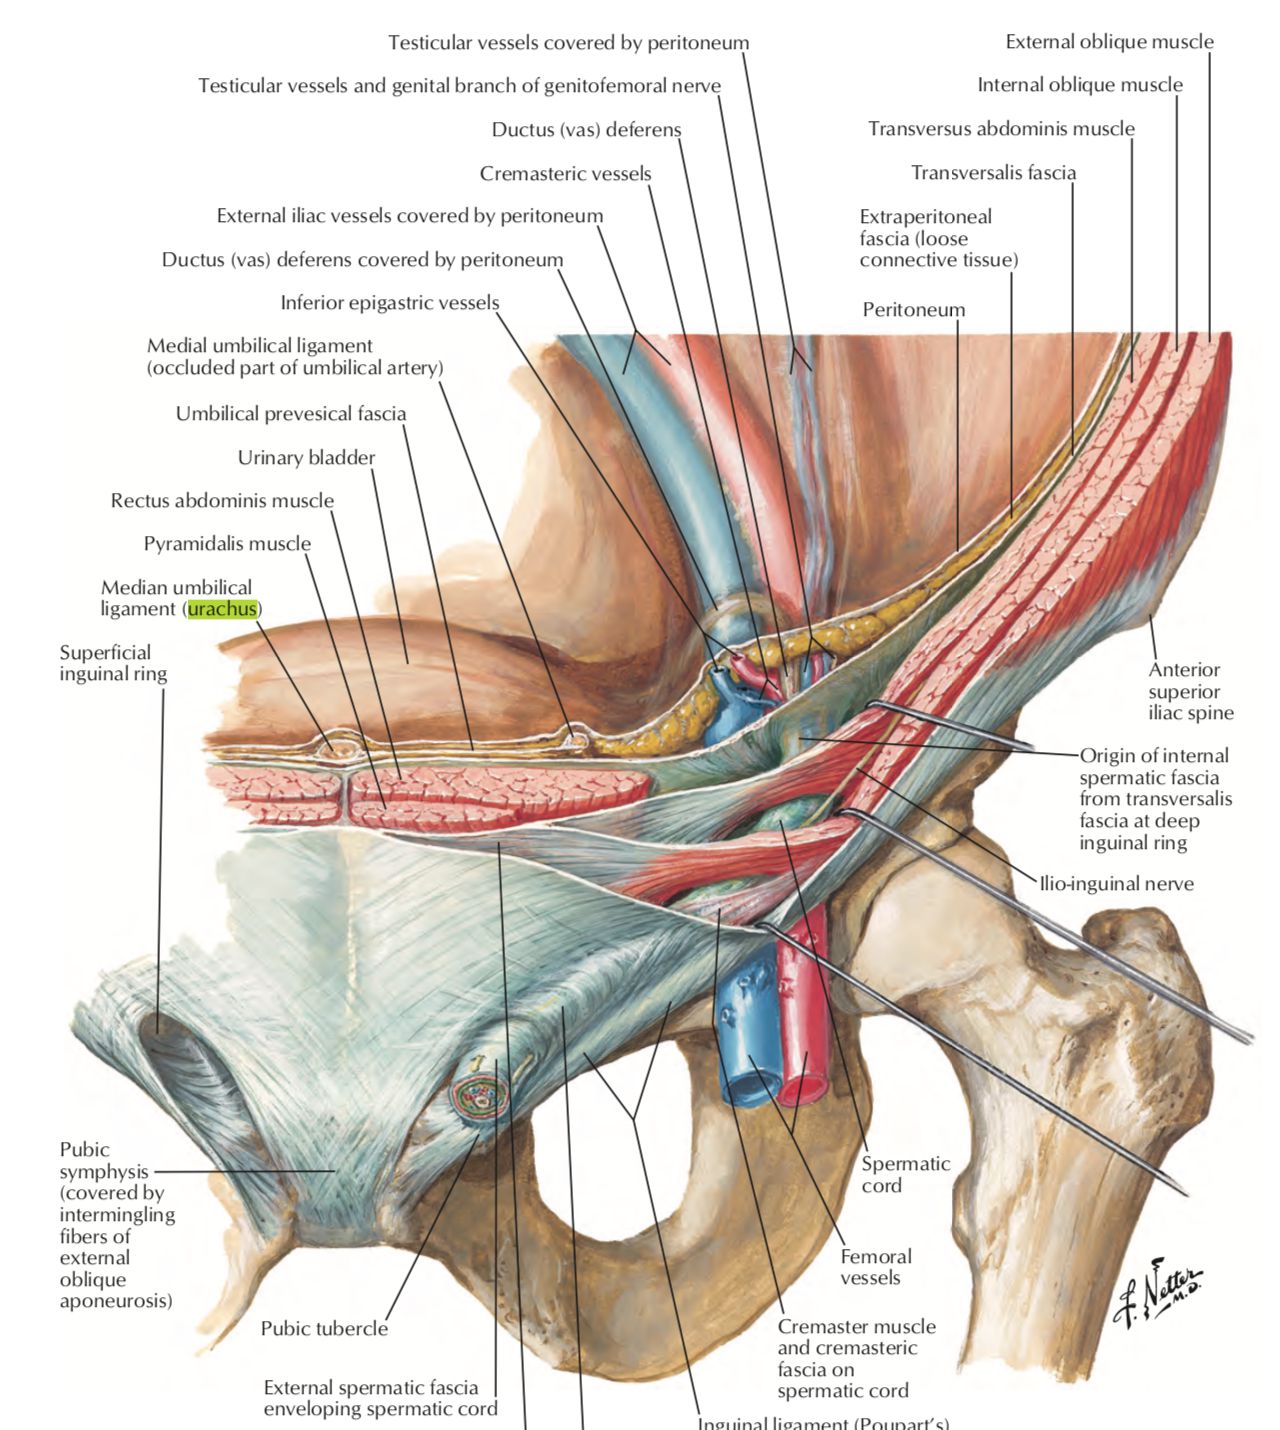 Testicular vessels covered by peritoneum
Testicular vessels and genital branch of genitofemoral nerve
Ductus (vas) deferens
Cremasteric vessels
External iliac vessels covered by peritoneum
Ductus (vas) deferens covered by peritoneum
Inferior epigastric vessels
Medial umbilical ligament
(occluded part of umbilical artery)
Umbilical prevesical fascia
Urinary bladder
Rectus abdominis muscle
Pyramidalis muscle
Median umbilical
ligament (urachus)
Superficial
inguinal ring
External oblique muscle
Internal oblique muscle
Transversus abdominis muscle
Transversalis fascia
Extraperitoneal
fascia (loose
connective tissue)
Peritoneum
Anterior
superior
iliac spine
Origin of internal
spermatic fascia
from transversalis
fascia at deep
inguinal ring
Ilio-inguinal nerve
Pubic
symphysis
(covered by
intermingling
fibers of
external
oblique
aponeurosis)
Pubic tubercle
External spermatic fascia
enveloping spermatic cord
Spermatic
cord
Femoral
vessels
Cremaster muscle
and cremasteric
fascia on
spermatic cord
Inguinal ligament (Poupart's)
F. Netter
M.D.